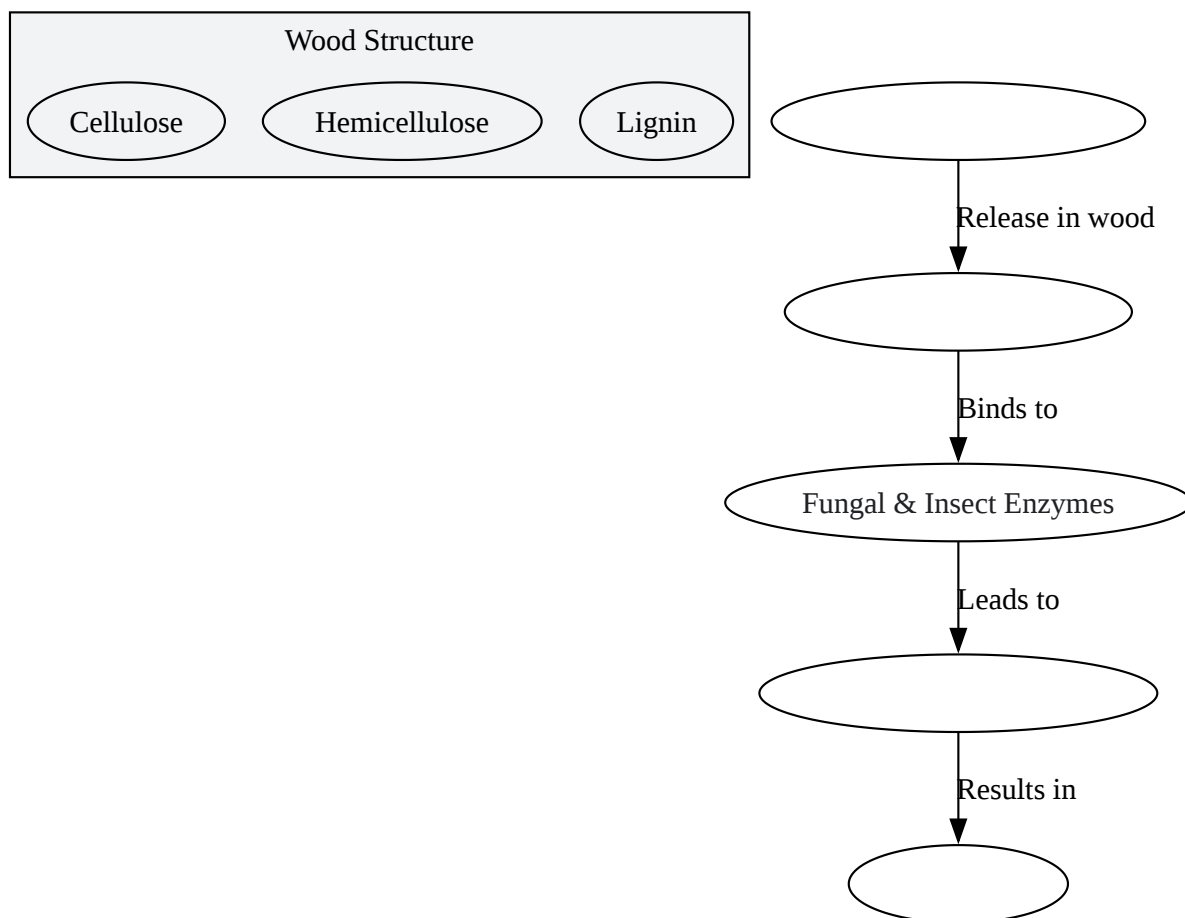 Wood Structure
Cellulose
Hemicellulose
Lignin
Release in wood
Binds to
Fungal & Insect Enzymes
Leads to
Results in